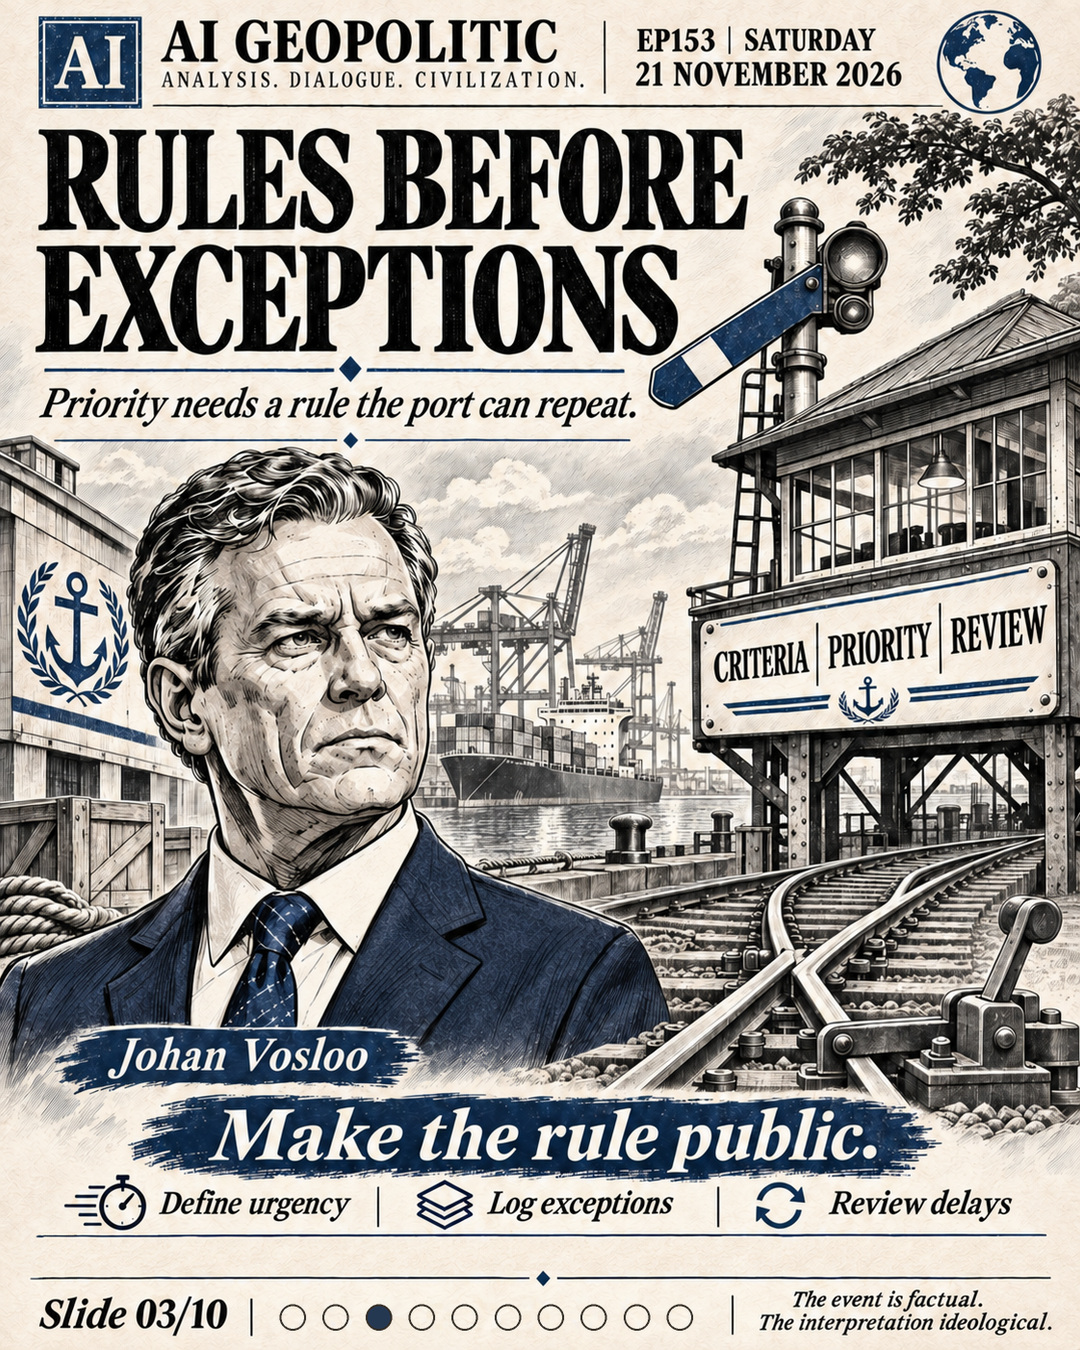 AI
AI GEOPOLITIC
ANALYSIS. DIALOGUE. CIVILIZATION.
EP153 | SATURDAY
21 NOVEMBER 2026
RULES BEFORE
EXCEPTIONS
Priority needs a rule the port can repeat.
CRITERIA | PRIORITY | REVIEW
Johan Vosloo
Make the rule public.
Define urgency | Log exceptions | Review delays
Slide 03/10
The event is factual.
The interpretation ideological.